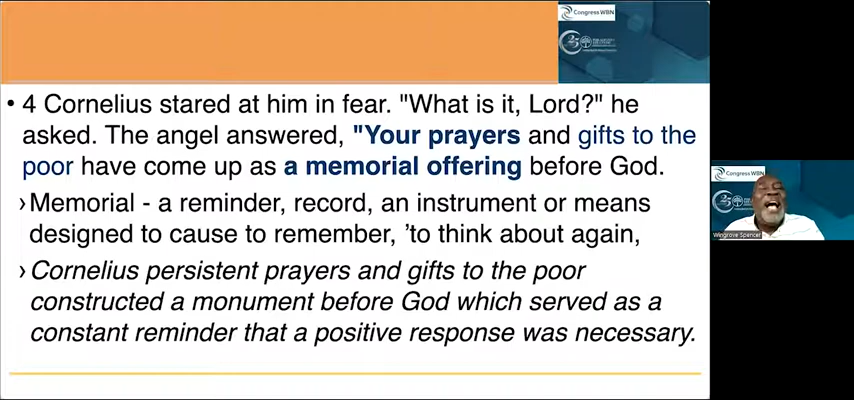 Congress WBN
25
• 4 Cornelius stared at him in fear. "What is it, Lord?" he
asked. The angel answered, "Your prayers and gifts to the
poor have come up as a memorial offering before God.
›Memorial - a reminder, record, an instrument or means
designed to cause to remember, ’to think about again,
›Cornelius persistent prayers and gifts to the poor
constructed a monument before God which served as a
constant reminder that a positive response was necessary.
Congress WBN
25
Wingrove Spencer